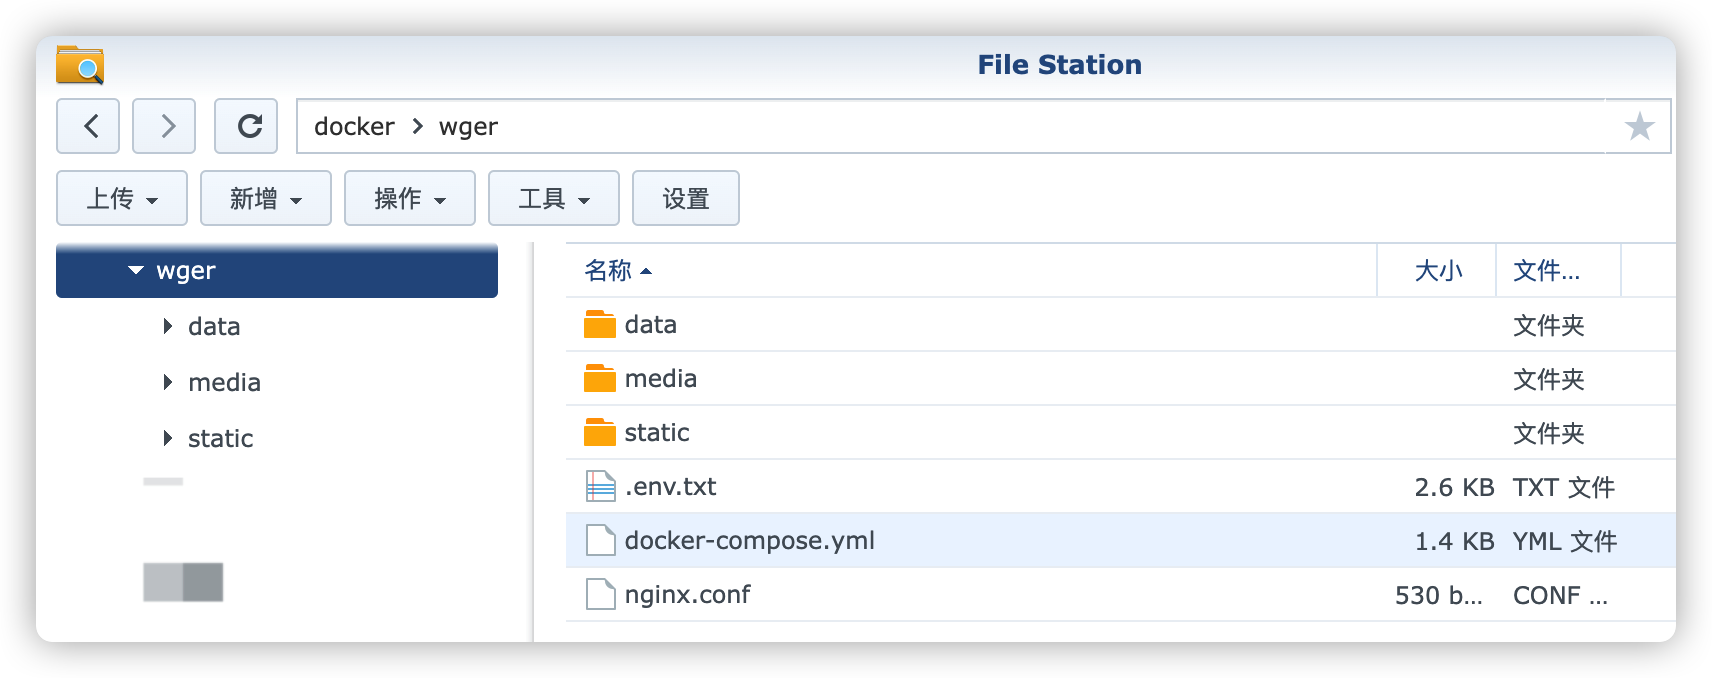 File Station
docker > wger
上传 新增 操作 工具 设置
wger
data
media
static
名称 大小 文件...
data 文件夹
media 文件夹
static 文件夹
.env.txt 2.6 KB TXT 文件
docker-compose.yml 1.4 KB YML 文件
nginx.conf 530 b... CONF ...